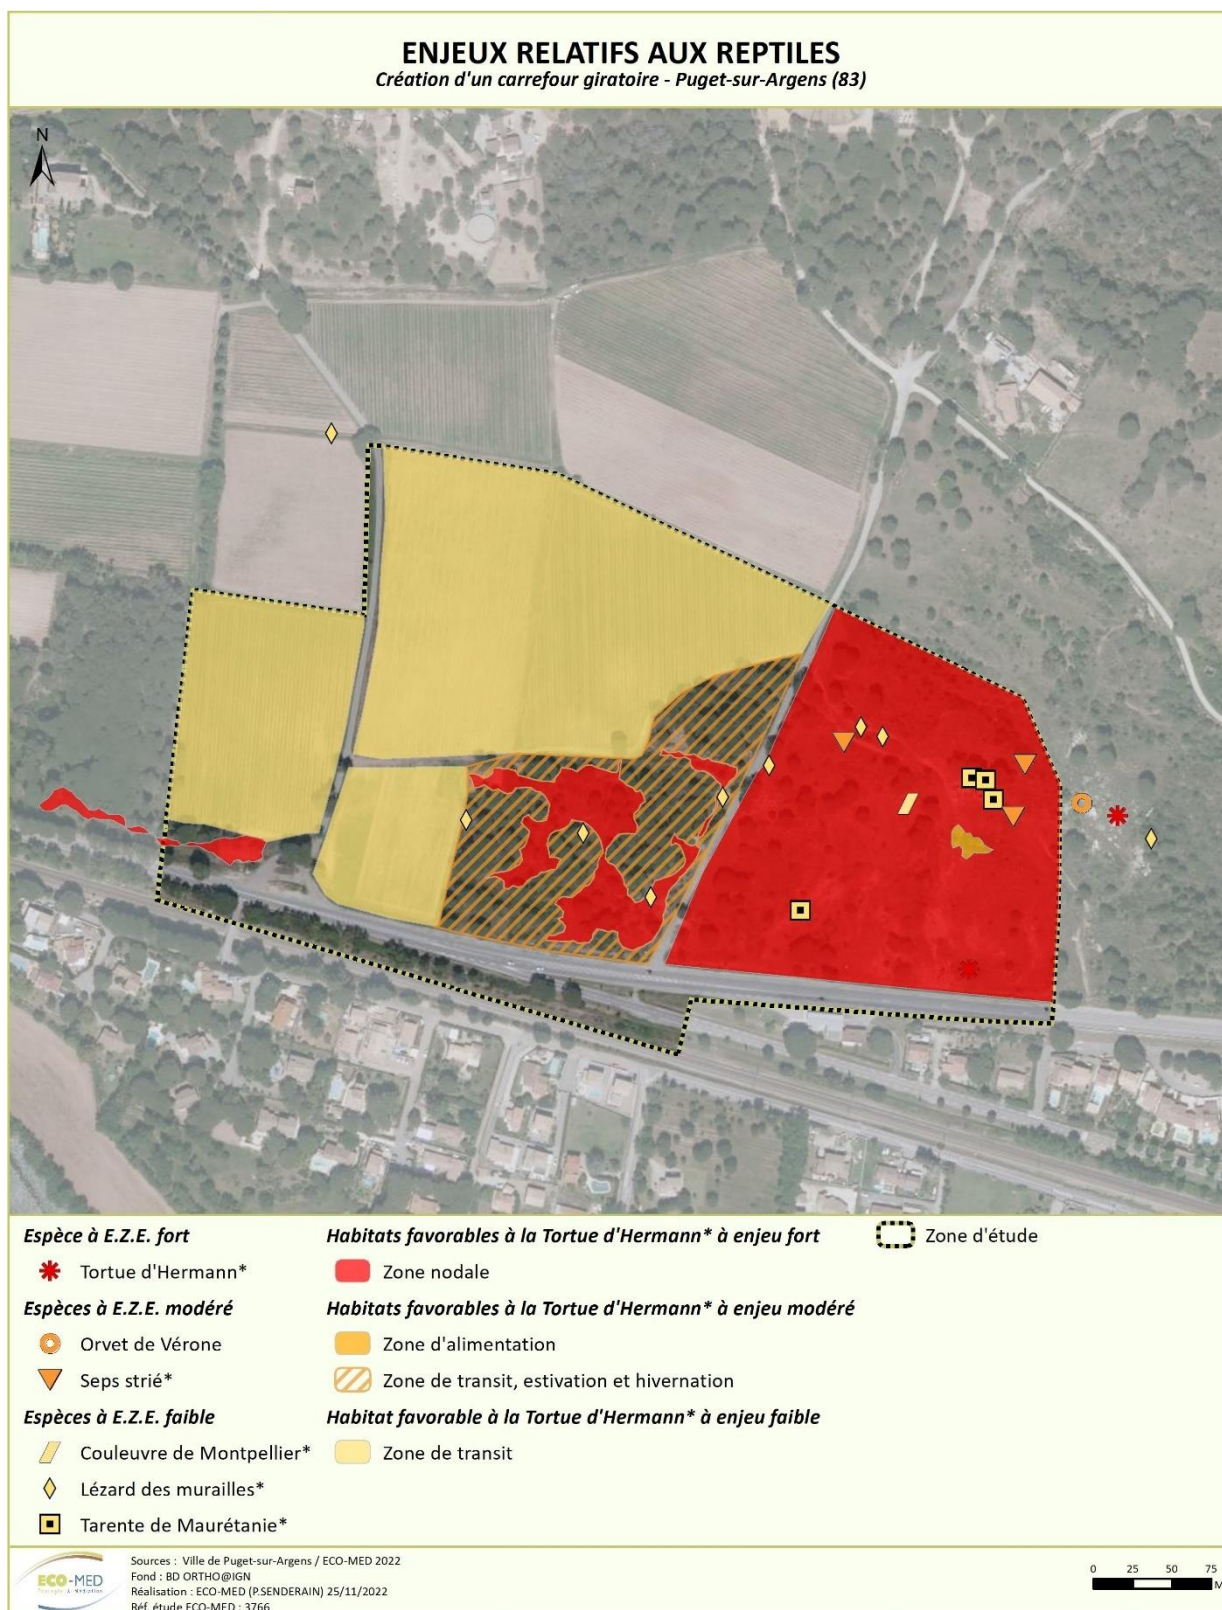 ENJEUX RELATIFS AUX REPTILES
Création d'un carrefour giratoire - Puget-sur-Argens (83)
N
Espèce à E.Z.E. fort
Tortue d'Hermann*
Espèces à E.Z.E. modéré
Orvet de Vérone
Seps strié*
Espèces à E.Z.E. faible
Couleuvre de Montpellier*
Lézard des murailles*
Tarente de Maurétanie*
Habitats favorables à la Tortue d'Hermann* à enjeu fort
Zone nodale
Habitats favorables à la Tortue d'Hermann* à enjeu modéré
Zone d'alimentation
Zone de transit, estivation et hivernation
Habitat favorable à la Tortue d'Hermann* à enjeu faible
Zone de transit
Zone d'étude
ECO-MED
Ecologie & Médiation
Sources : Ville de Puget-sur-Argens / ECO-MED 2022
Fond : BD ORTHO@IGN
Réalisation : ECO-MED (P.SENDERAIN) 25/11/2022
Réf. étude ECO-MED : 3766
0 25 50 75
M